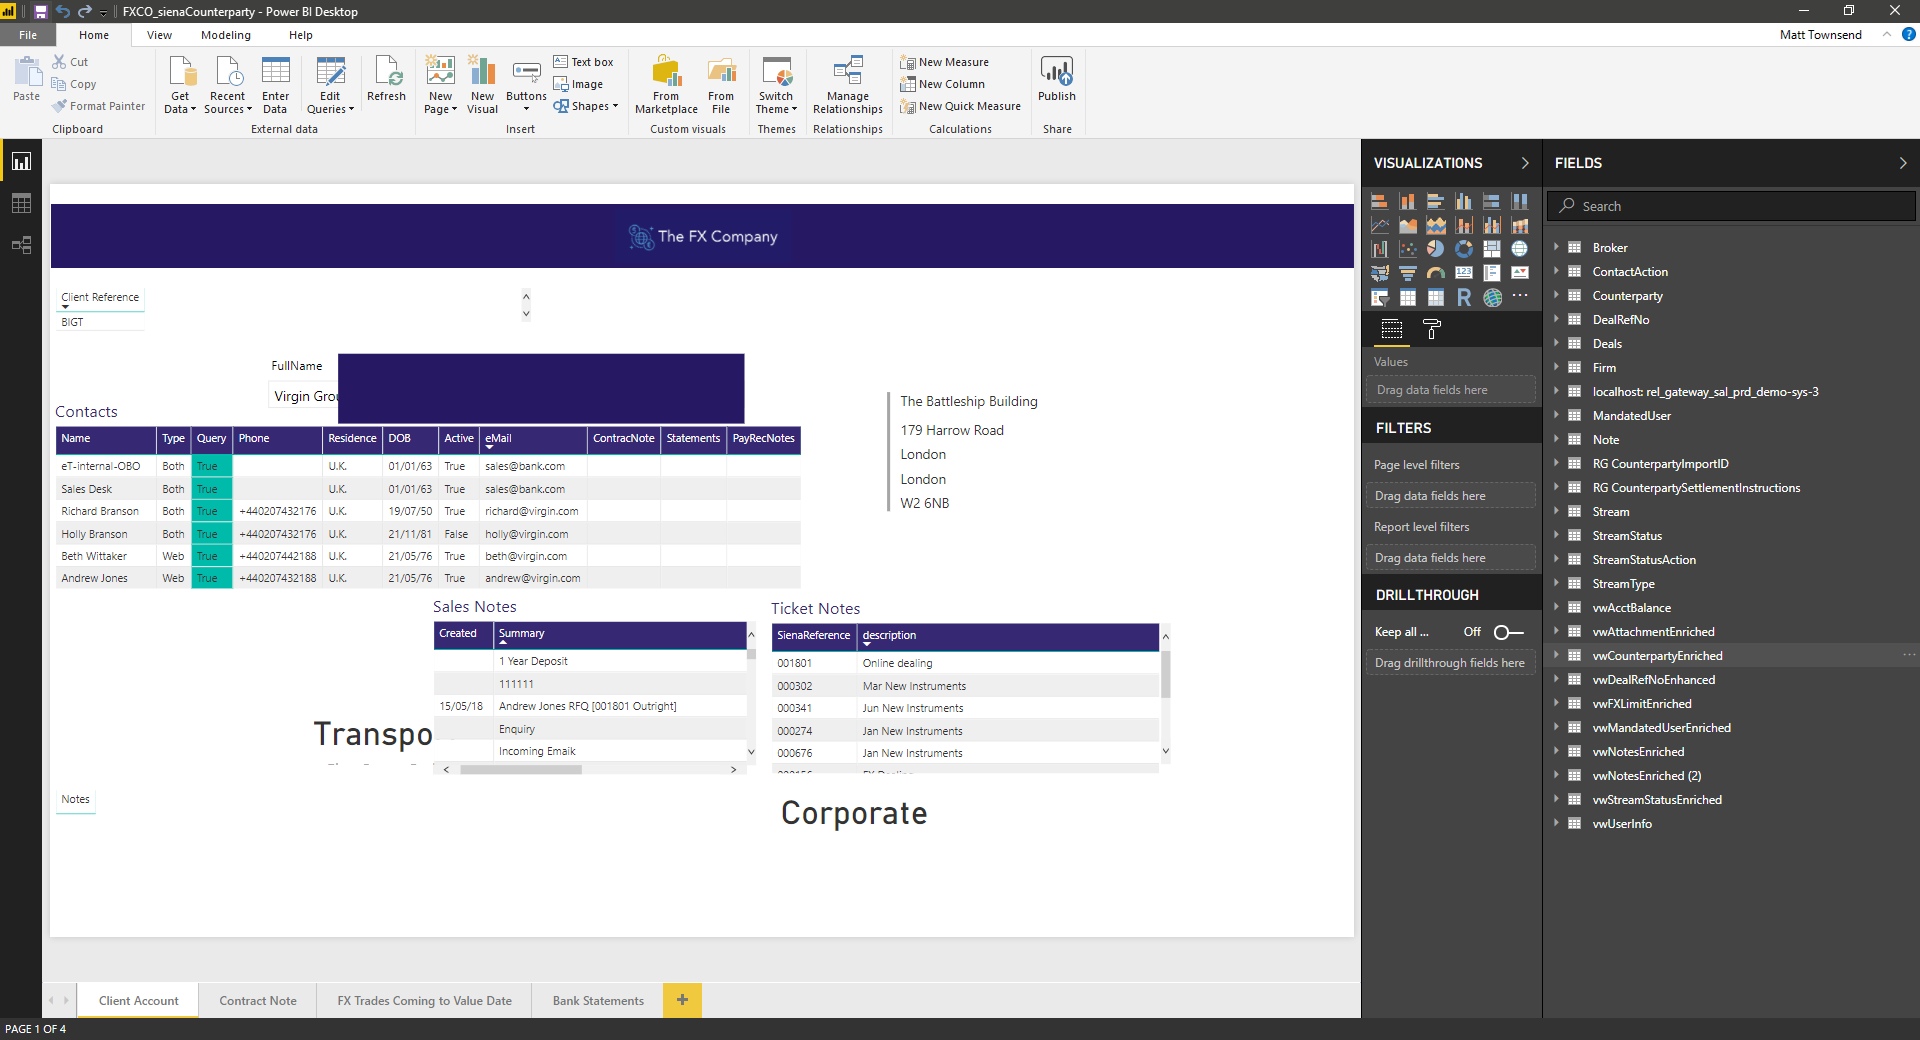 FXCO_sienaCounterparty - Power BI Desktop
File Home View Modeling Help Matt Townsend
Paste Cut Copy Format Painter
Clipboard
Get Data Recent Sources Enter Data Edit Queries Refresh
External data
New Page New Visual Buttons Text box Image Shapes
Insert
From Marketplace From File
Custom visuals
Switch Theme
Themes
Manage Relationships
Relationships
New Measure
New Column
New Quick Measure
Calculations
Publish
Share
The FX Company
Client Reference
BIGT
FullName
Virgin Grou
Contacts
Name Type Query Phone Residence DOB Active eMail ContracNote Statements PayRecNotes
eT-internal-OBO Both True U.K. 01/01/63 True sales@bank.com
Sales Desk Both True U.K. 01/01/63 True sales@bank.com
Richard Branson Both True +440207432176 U.K. 19/07/50 True richard@virgin.com
Holly Branson Both True +440207432176 U.K. 21/11/81 False holly@virgin.com
Beth Wittaker Web True +440207442188 U.K. 21/05/76 True beth@virgin.com
Andrew Jones Web True +440207432188 U.K. 21/05/76 True andrew@virgin.com
The Battleship Building
179 Harrow Road
London
London
W2 6NB
Sales Notes
Created Summary
1 Year Deposit
111111
15/05/18 Andrew Jones RFQ [001801 Outright]
Enquiry
Incoming Emaik
Ticket Notes
SienaReference description
001801 Online dealing
000302 Mar New Instruments
000341 Jun New Instruments
000274 Jan New Instruments
000676 Jan New Instruments
Transpo
Notes
Corporate
Client Account Contract Note FX Trades Coming to Value Date Bank Statements +
PAGE 1 OF 4
VISUALIZATIONS
R
Values
Drag data fields here
FILTERS
Page level filters
Drag data fields here
Report level filters
Drag data fields here
DRILLTHROUGH
Keep all ... Off
Drag drillthrough fields here
FIELDS
Search
Broker
ContactAction
Counterparty
DealRefNo
Deals
Firm
localhost: rel_gateway_sal_prd_demo-sys-3
MandatedUser
Note
RG CounterpartyImportID
RG CounterpartySettlementInstructions
Stream
StreamStatus
StreamStatusAction
StreamType
vwAcctBalance
vwAttachmentEnriched
vwCounterpartyEnriched
vwDealRefNoEnhanced
vwFXLimitEnriched
vwMandatedUserEnriched
vwNotesEnriched
vwNotesEnriched (2)
vwStreamStatusEnriched
vwUserInfo